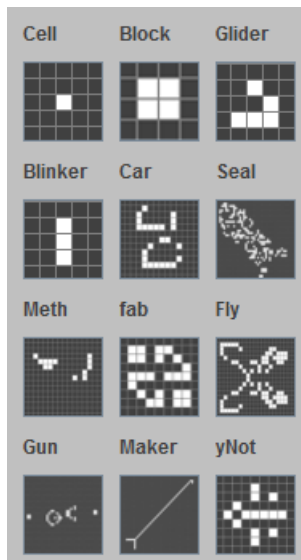 Cell Block Glider
Blinker Car Seal
Meth fab Fly
Gun Maker yNot